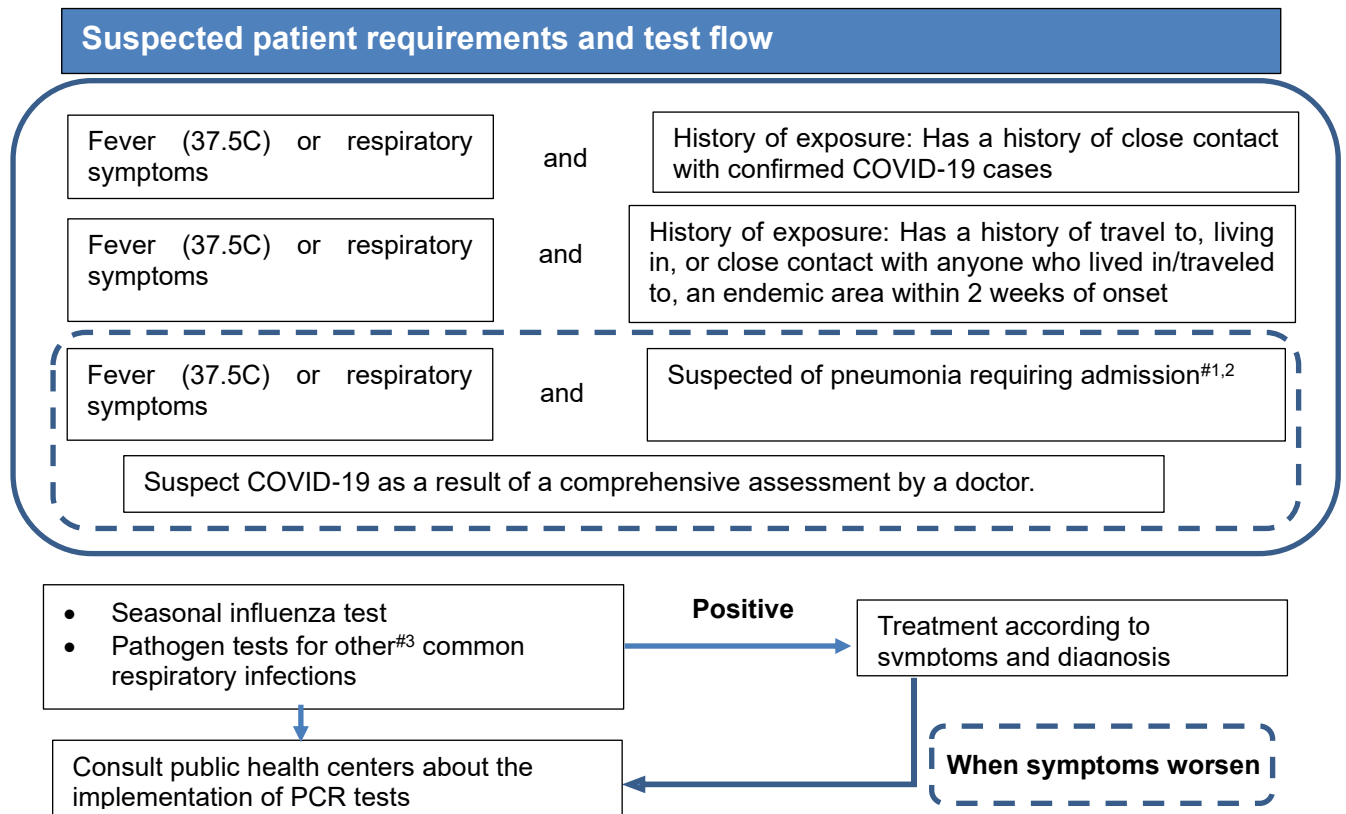 Suspected patient requirements and test flow
Fever (37.5C) or respiratory
symptoms
and
History of exposure: Has a history of close contact
with confirmed COVID-19 cases
Fever (37.5C) or respiratory
symptoms
and
History of exposure: Has a history of travel to, living
in, or close contact with anyone who lived in/traveled
to, an endemic area within 2 weeks of onset
Fever (37.5C) or respiratory
symptoms
and
Suspected of pneumonia requiring admission#1,2
Suspect COVID-19 as a result of a comprehensive assessment by a doctor.
• Seasonal influenza test
• Pathogen tests for other#3 common
respiratory infections
Positive
Treatment according to
symptoms and diagnosis
When symptoms worsen
Consult public health centers about the
implementation of PCR tests